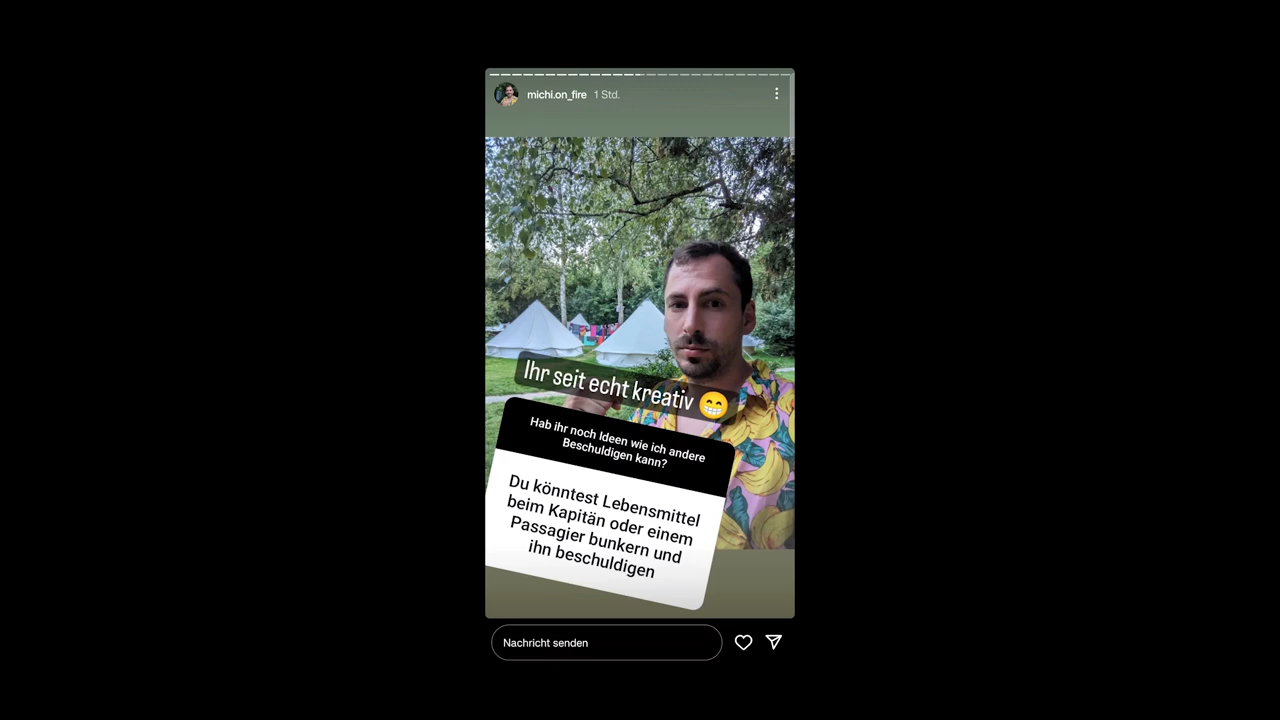 michi.on_fire 1 Std.
Ihr seit echt kreativ 😁
Hab ihr noch Ideen wie ich andere
Beschuldigen kann?
Du könntest Lebensmittel
beim Kapitän oder einem
Passagier bunkern und
ihn beschuldigen
Nachricht senden